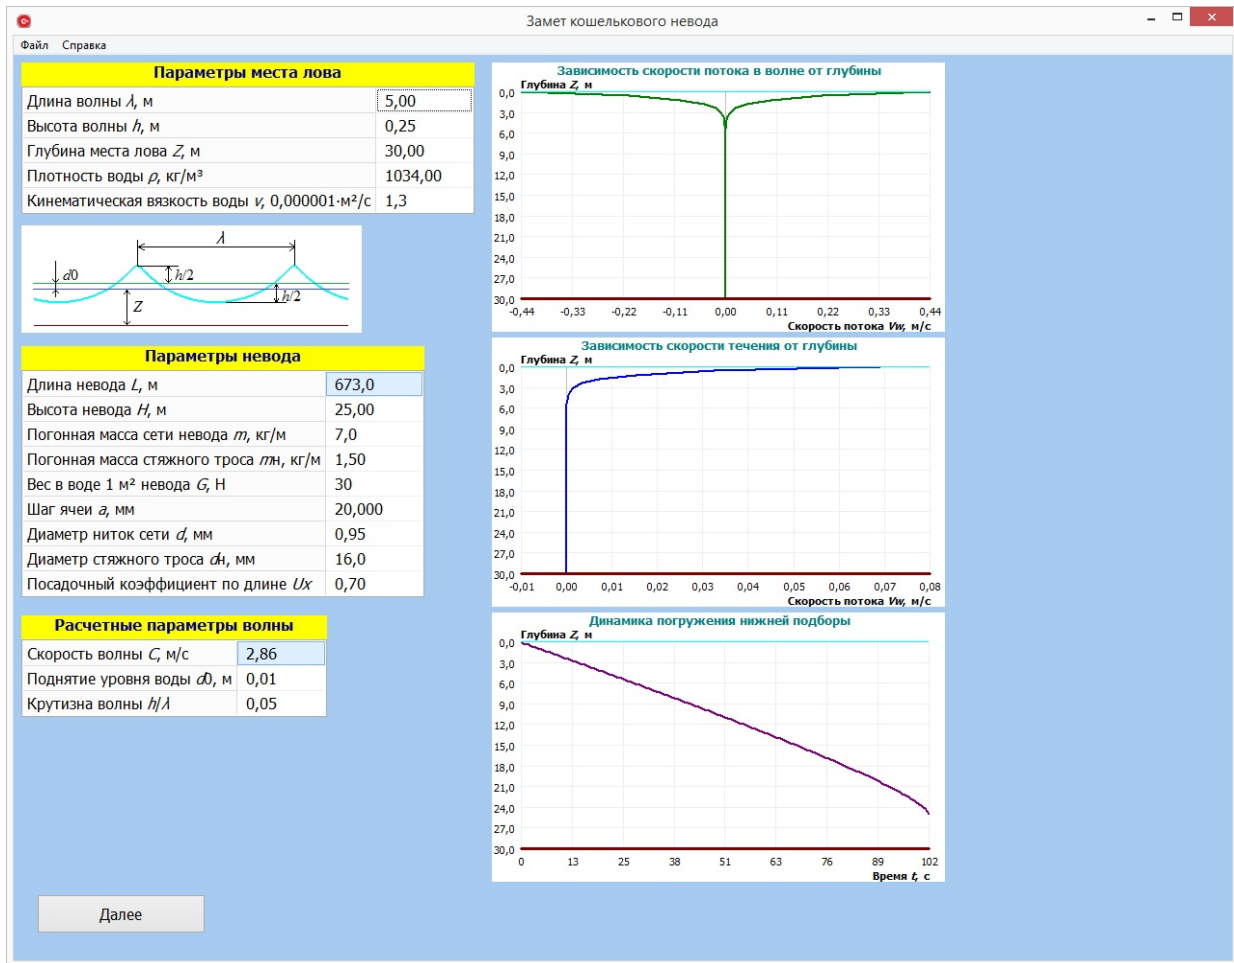 Замет кошелькового невода
Файл Справка
Параметры места лова
Длина волны λ, м 5,00
Высота волны h, м 0,25
Глубина места лова Z, м 30,00
Плотность воды ρ, кг/м³ 1034,00
Кинематическая вязкость воды ν, 0,000001·м²/с 1,3
λ
d0
h/2
h/2
Z
Параметры невода
Длина невода L, м 673,0
Высота невода H, м 25,00
Погонная масса сети невода m, кг/м 7,0
Погонная масса стяжного троса mн, кг/м 1,50
Вес в воде 1 м² невода G, Н 30
Шаг ячеи a, мм 20,000
Диаметр ниток сети d, мм 0,95
Диаметр стяжного троса dн, мм 16,0
Посадочный коэффициент по длине Ux 0,70
Расчетные параметры волны
Скорость волны C, м/с 2,86
Поднятие уровня воды d0, м 0,01
Крутизна волны h/λ 0,05
Далее
Зависимость скорости потока в волне от глубины
Глубина Z, м
0,0
3,0
6,0
9,0
12,0
15,0
18,0
21,0
24,0
27,0
30,0
-0,44 -0,33 -0,22 -0,11 0,00 0,11 0,22 0,33 0,44
Скорость потока Vw, м/с
Зависимость скорости течения от глубины
Глубина Z, м
0,0
3,0
6,0
9,0
12,0
15,0
18,0
21,0
24,0
27,0
30,0
-0,01 0,00 0,01 0,02 0,03 0,04 0,05 0,06 0,07 0,08
Скорость потока Vw, м/с
Динамика погружения нижней подборы
Глубина Z, м
0,0
3,0
6,0
9,0
12,0
15,0
18,0
21,0
24,0
27,0
30,0
0 13 25 38 51 63 76 89 102
Время t, с